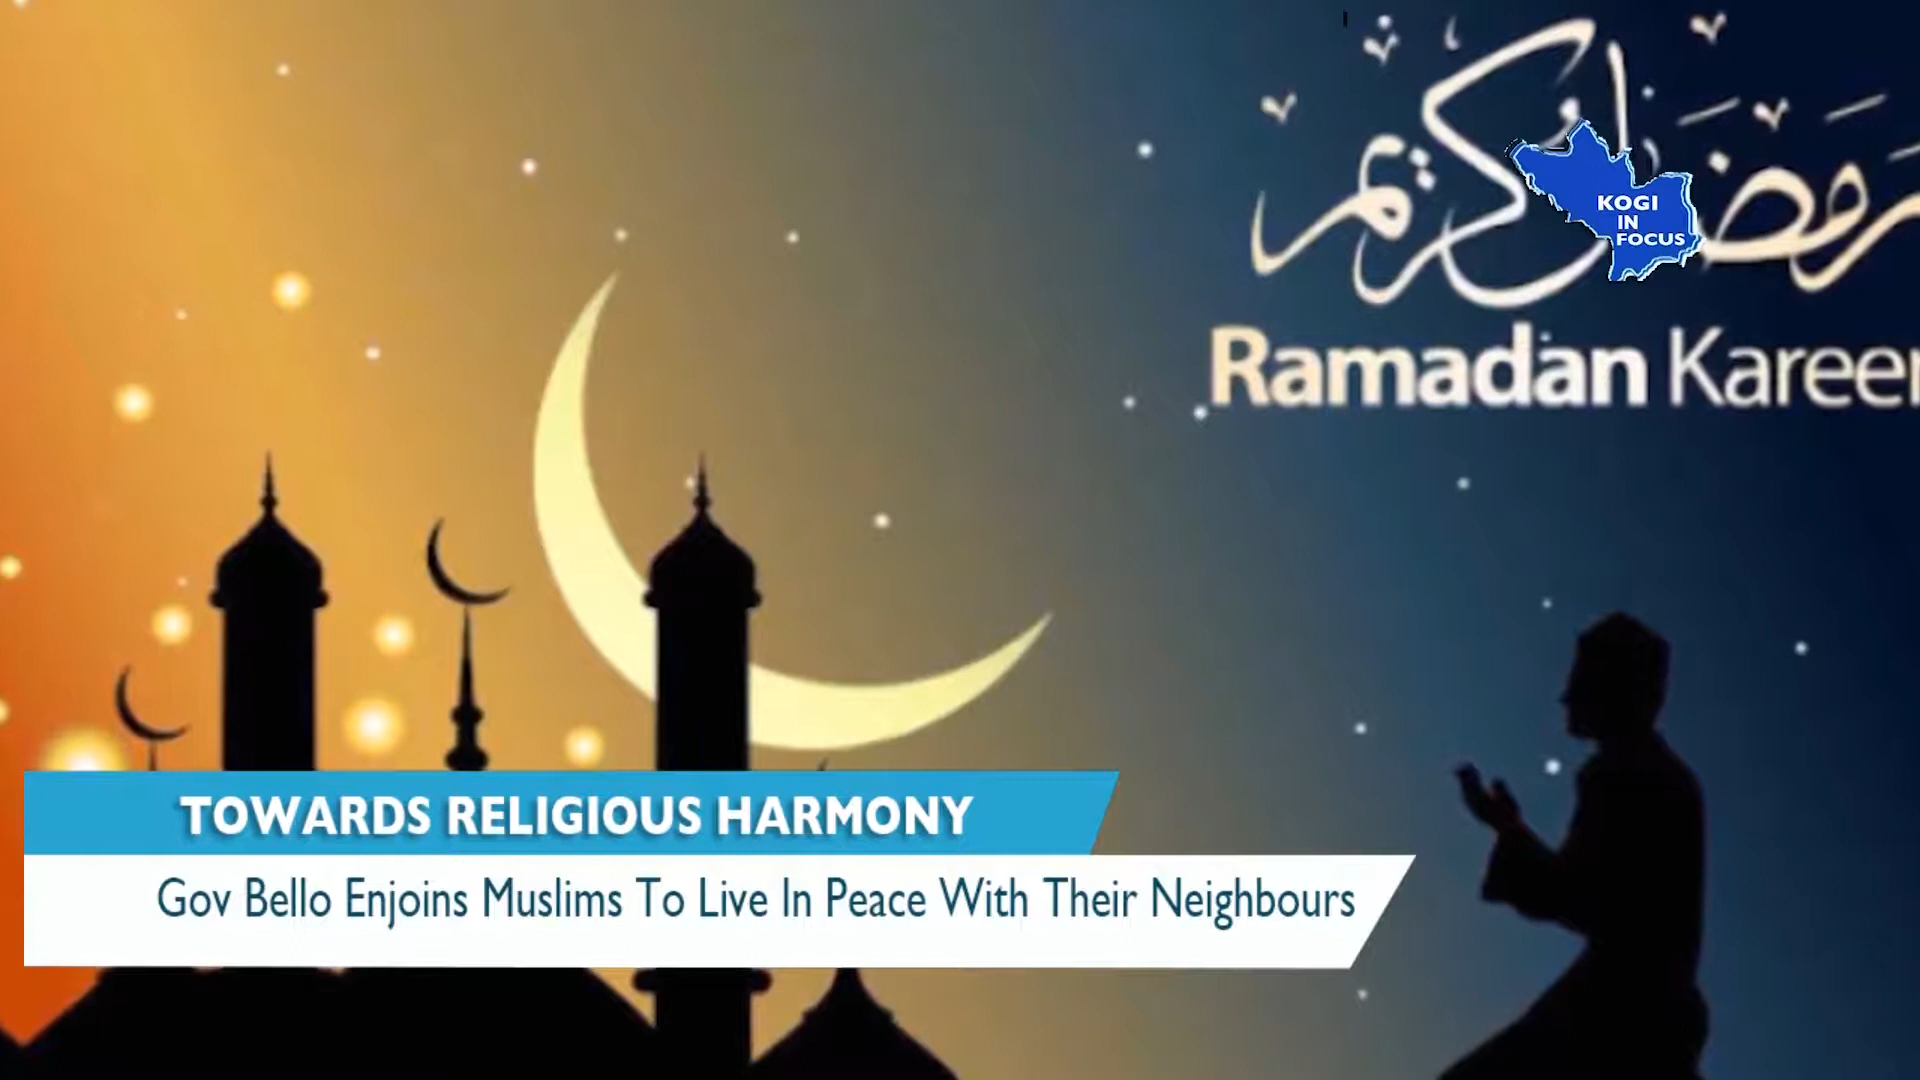 رمضان كريم
KOGI
IN
FOCUS
Ramadan Kareem
TOWARDS RELIGIOUS HARMONY
Gov Bello Enjoins Muslims To Live In Peace With Their Neighbours